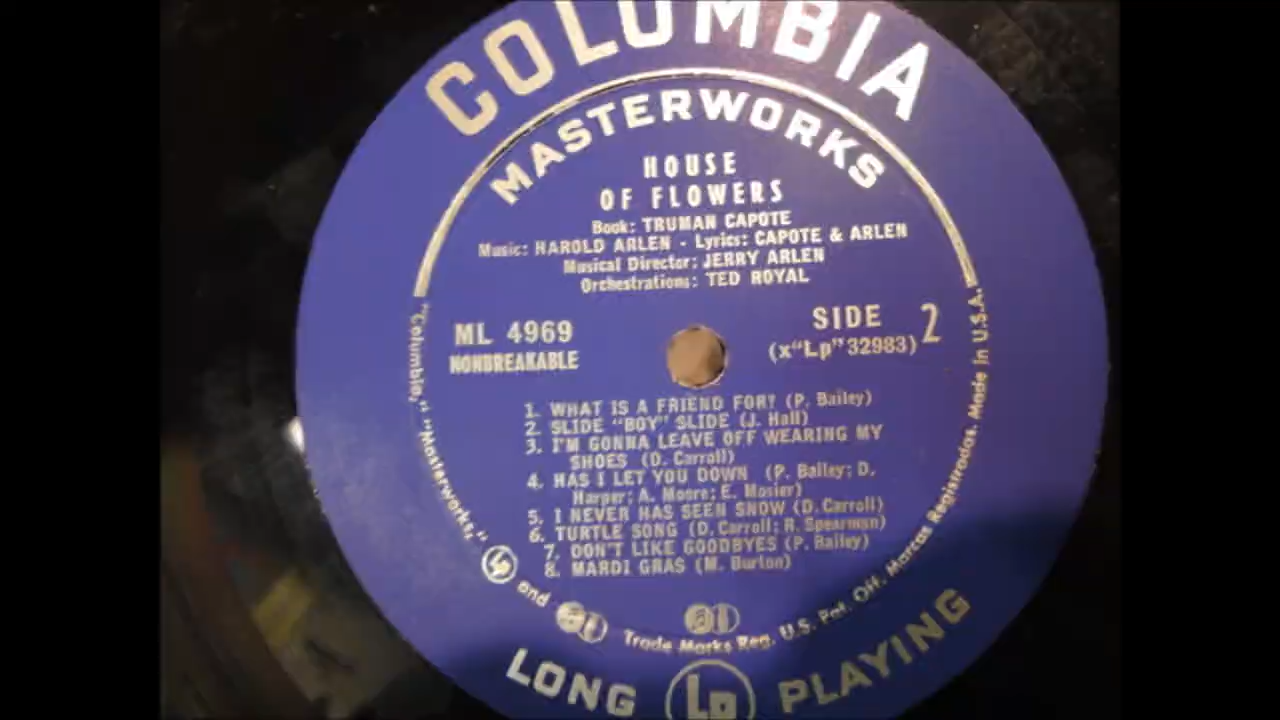 COLUMBIA
MASTERWORKS
HOUSE
OF FLOWERS
Book: TRUMAN CAPOTE
Music: HAROLD ARLEN - Lyrics: CAPOTE & ARLEN
Musical Director: JERRY ARLEN
Orchestrations: TED ROYAL
ML 4969
NONBREAKABLE
SIDE 2
(x"Lp"32983)
1. WHAT IS A FRIEND FOR? (P. Bailey)
2. SLIDE "BOY" SLIDE (J. Hall)
3. I'M GONNA LEAVE OFF WEARING MY
SHOES (D. Carroll)
4. HAS I LET YOU DOWN (P. Bailey; D.
Harper; A. Moore; E. Mosier)
5. I NEVER HAS SEEN SNOW (D. Carroll)
6. TURTLE SONG (D. Carroll; R. Spearman)
7. DON'T LIKE GOODBYES (P. Bailey)
8. MARDI GRAS (M. Burton)
"Columbia," "Masterworks," Lp and Trade Marks Reg. U.S. Pat. Off. Marcas Registradas. Made in U.S.A.
LONG Lp PLAYING